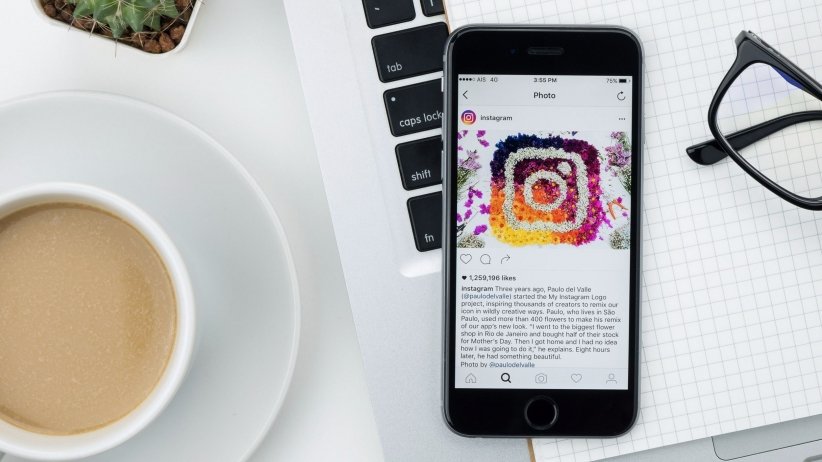 tab
caps lock
shift
fn
AIS 4G 3:55 PM 75%
Photo
instagram
1,259,196 likes
instagram Three years ago, Paulo del Valle
(@paulodelvalle) started the My Instagram Logo
project, inspiring thousands of creators to remix our
icon in wildly creative ways. Paulo, who lives in São
Paulo, used more than 400 flowers to make his remix
of our app's new look. "I went to the biggest flower
shop in Rio de Janeiro and bought half of their stock
for Mother's Day. Then I got home and I had no idea
how I was going to do it," he explains. Eight hours
later, he had something beautiful.
Photo by @paulodelvalle